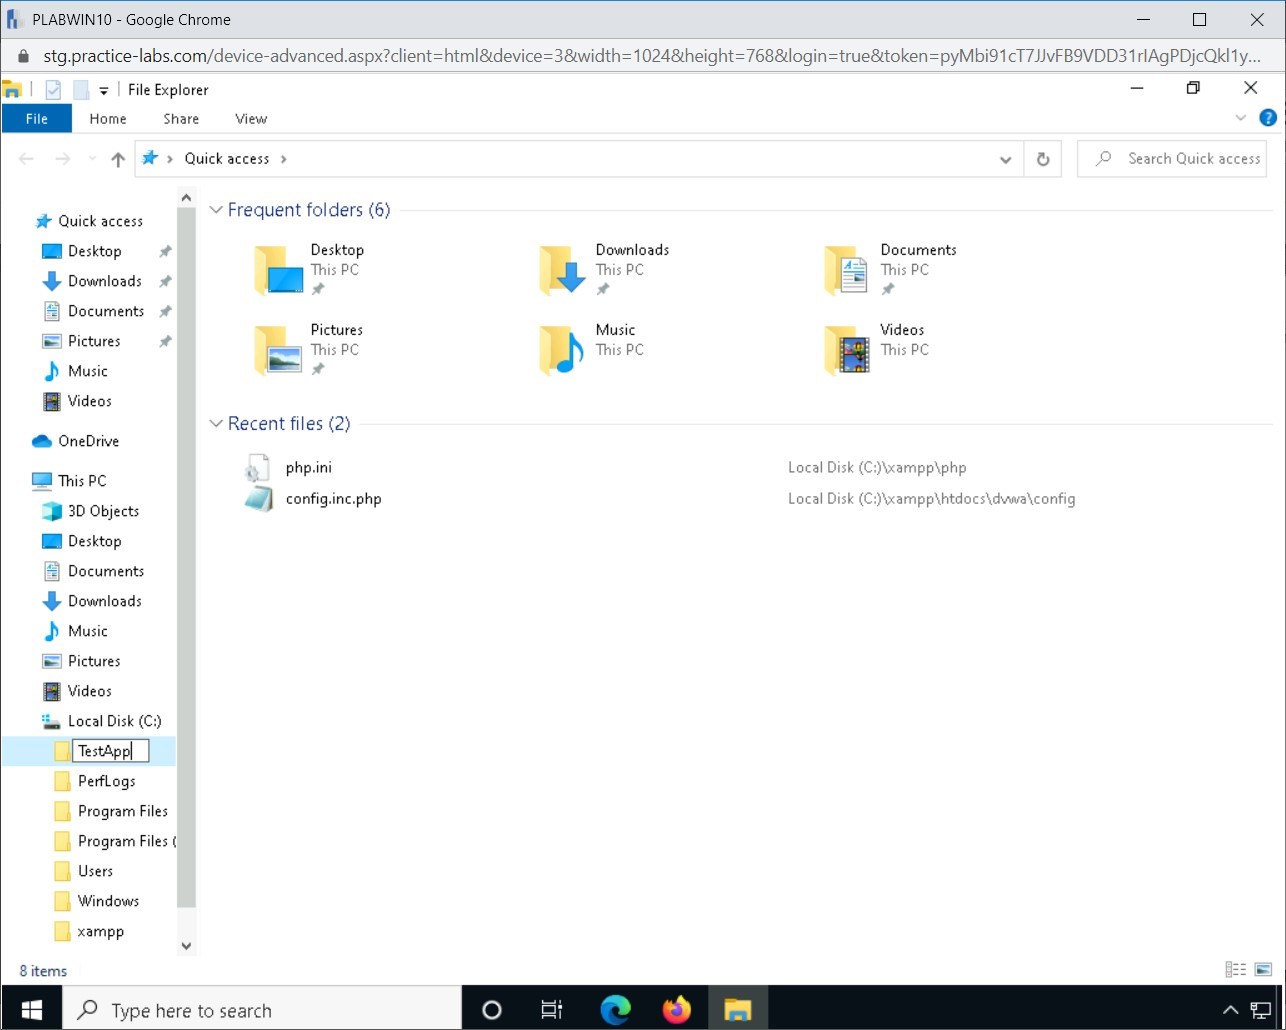 PLABWIN10 - Google Chrome
stg.practice-labs.com/device-advanced.aspx?client=html&device=3&width=1024&height=768&login=true&token=pyMbi91cT7JJvFB9VDD31rIAgPDjcQkl1y...
File Explorer
File Home Share View
Quick access
Search Quick access
Quick access
Desktop
Downloads
Documents
Pictures
Music
Videos
OneDrive
This PC
3D Objects
Desktop
Documents
Downloads
Music
Pictures
Videos
Local Disk (C:)
TestApp
PerfLogs
Program Files
Program Files (
Users
Windows
xampp
Frequent folders (6)
Desktop
This PC
Downloads
This PC
Documents
This PC
Pictures
This PC
Music
This PC
Videos
This PC
Recent files (2)
php.ini Local Disk (C:)\xampp\php
config.inc.php Local Disk (C:)\xampp\htdocs\dvwa\config
8 items
Type here to search